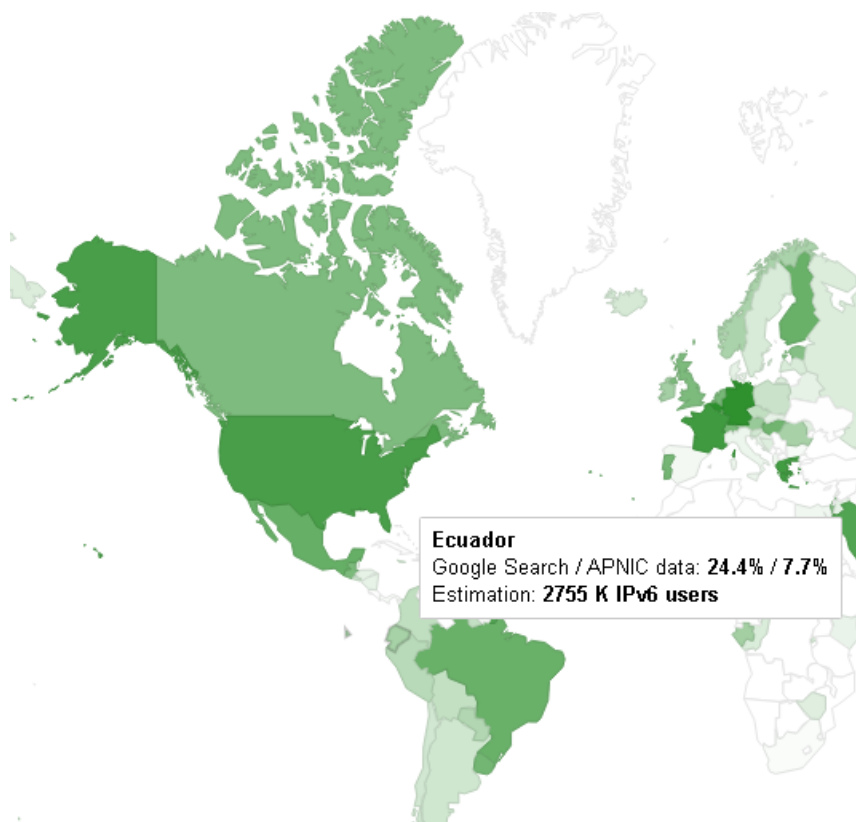 Ecuador
Google Search / APNIC data: 24.4% / 7.7%
Estimation: 2755 K IPv6 users